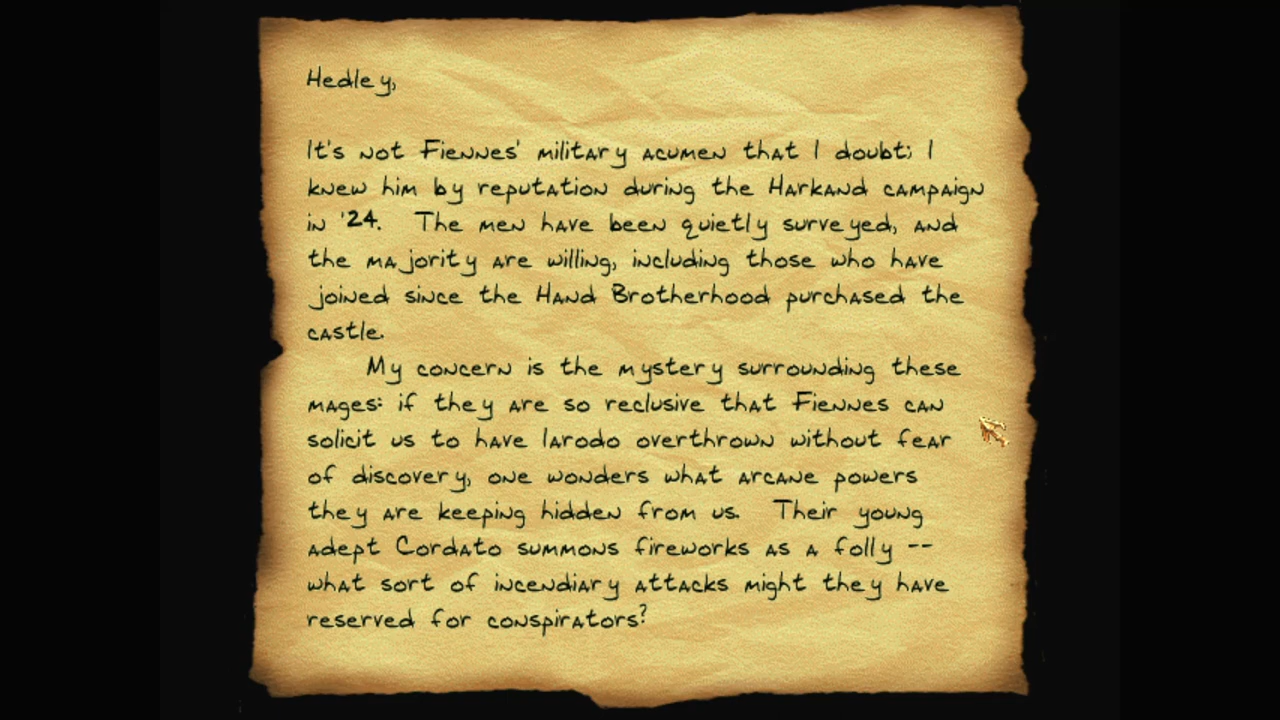 Hedley,
It's not Fiennes' military acumen that I doubt; I
knew him by reputation during the Harkand campaign
in '24. The men have been quietly surveyed, and
the majority are willing, including those who have
joined since the Hand Brotherhood purchased the
castle.
My concern is the mystery surrounding these
mages: if they are so reclusive that Fiennes can
solicit us to have Iarodo overthrown without fear
of discovery, one wonders what arcane powers
they are keeping hidden from us. Their young
adept Cordato summons fireworks as a folly --
what sort of incendiary attacks might they have
reserved for conspirators?